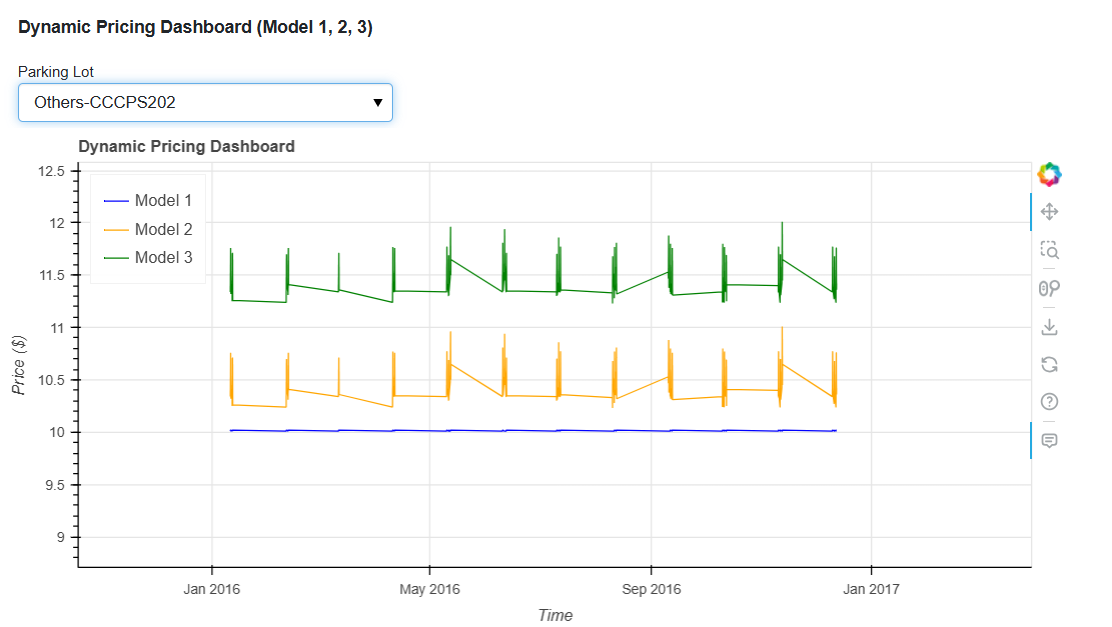 Dynamic Pricing Dashboard (Model 1, 2, 3)
Parking Lot
Others-CCCPS202
Dynamic Pricing Dashboard
12.5
12
11.5
11
10.5
10
9.5
9
Price ($)
Model 1
Model 2
Model 3
Jan 2016
May 2016
Sep 2016
Jan 2017
Time